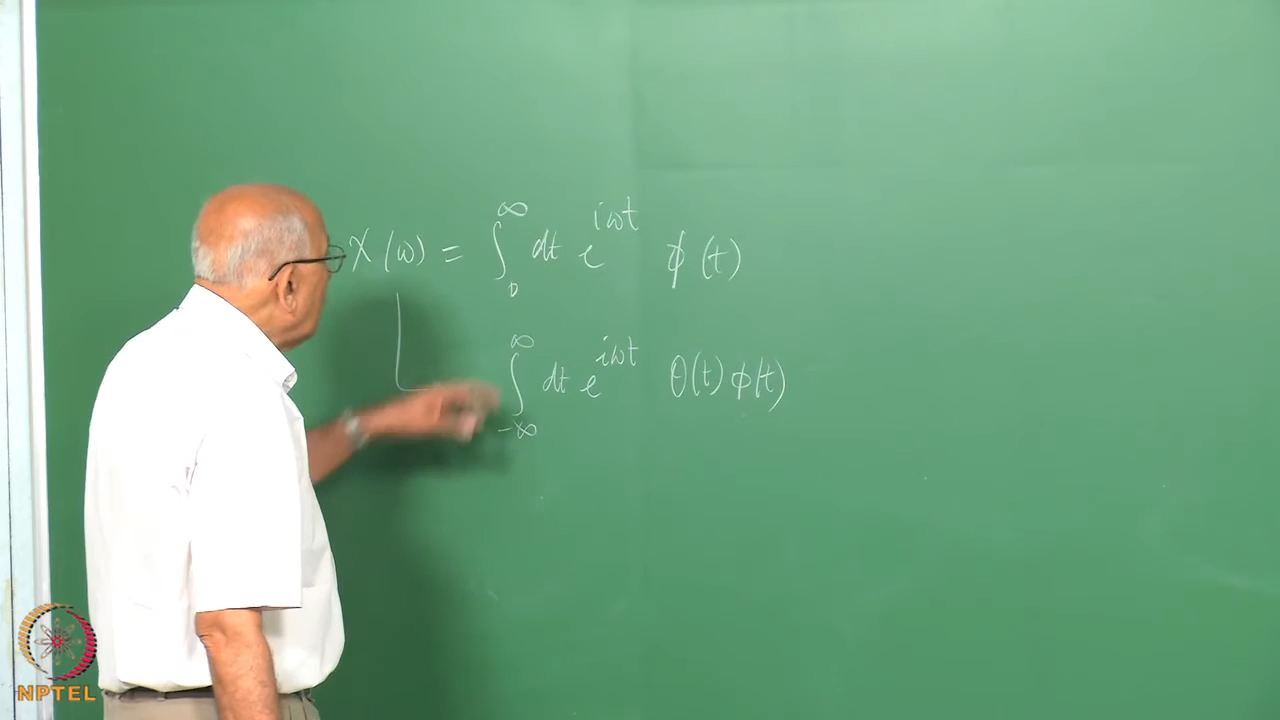 χ(ω) = ∫₀^∞ dt e^{iωt} ϕ(t)
∫_{-∞}^∞ dt e^{iωt} θ(t) ϕ(t)
NPTEL